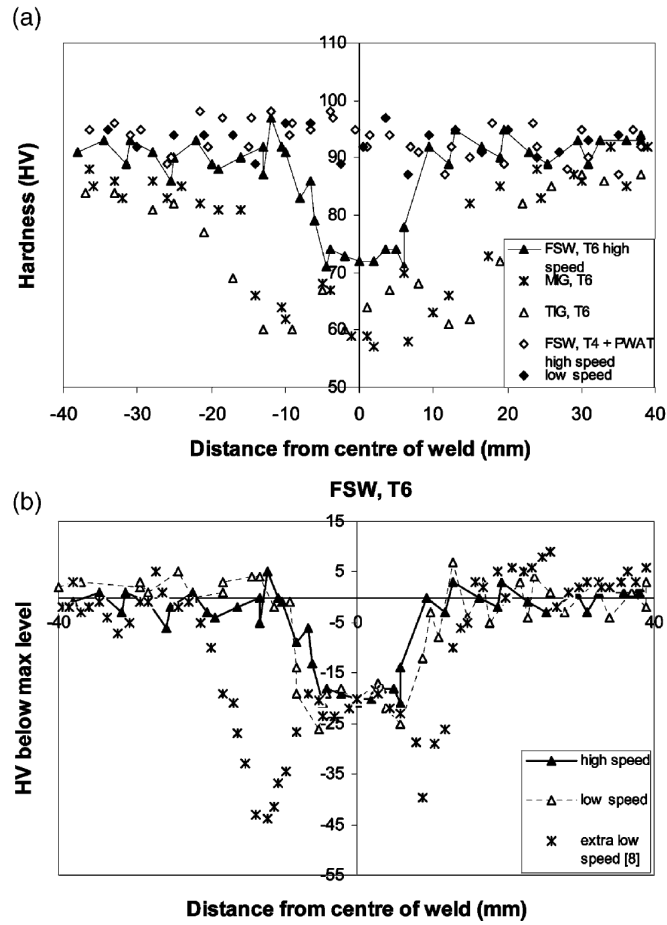 (a)
110
100
90
80
70
60
50
Hardness (HV)
FSW, T6 high
speed
MIG, T6
TIG, T6
FSW, T4 + PWAT
high speed
low speed
-40 -30 -20 -10 0 10 20 30 40
Distance from centre of weld (mm)
(b)
FSW, T6
15
5
-40 -20 0 20 40
-5
-15
-25
-35
-45
-55
HV below max level
high speed
low speed
extra low
speed [8]
Distance from centre of weld (mm)